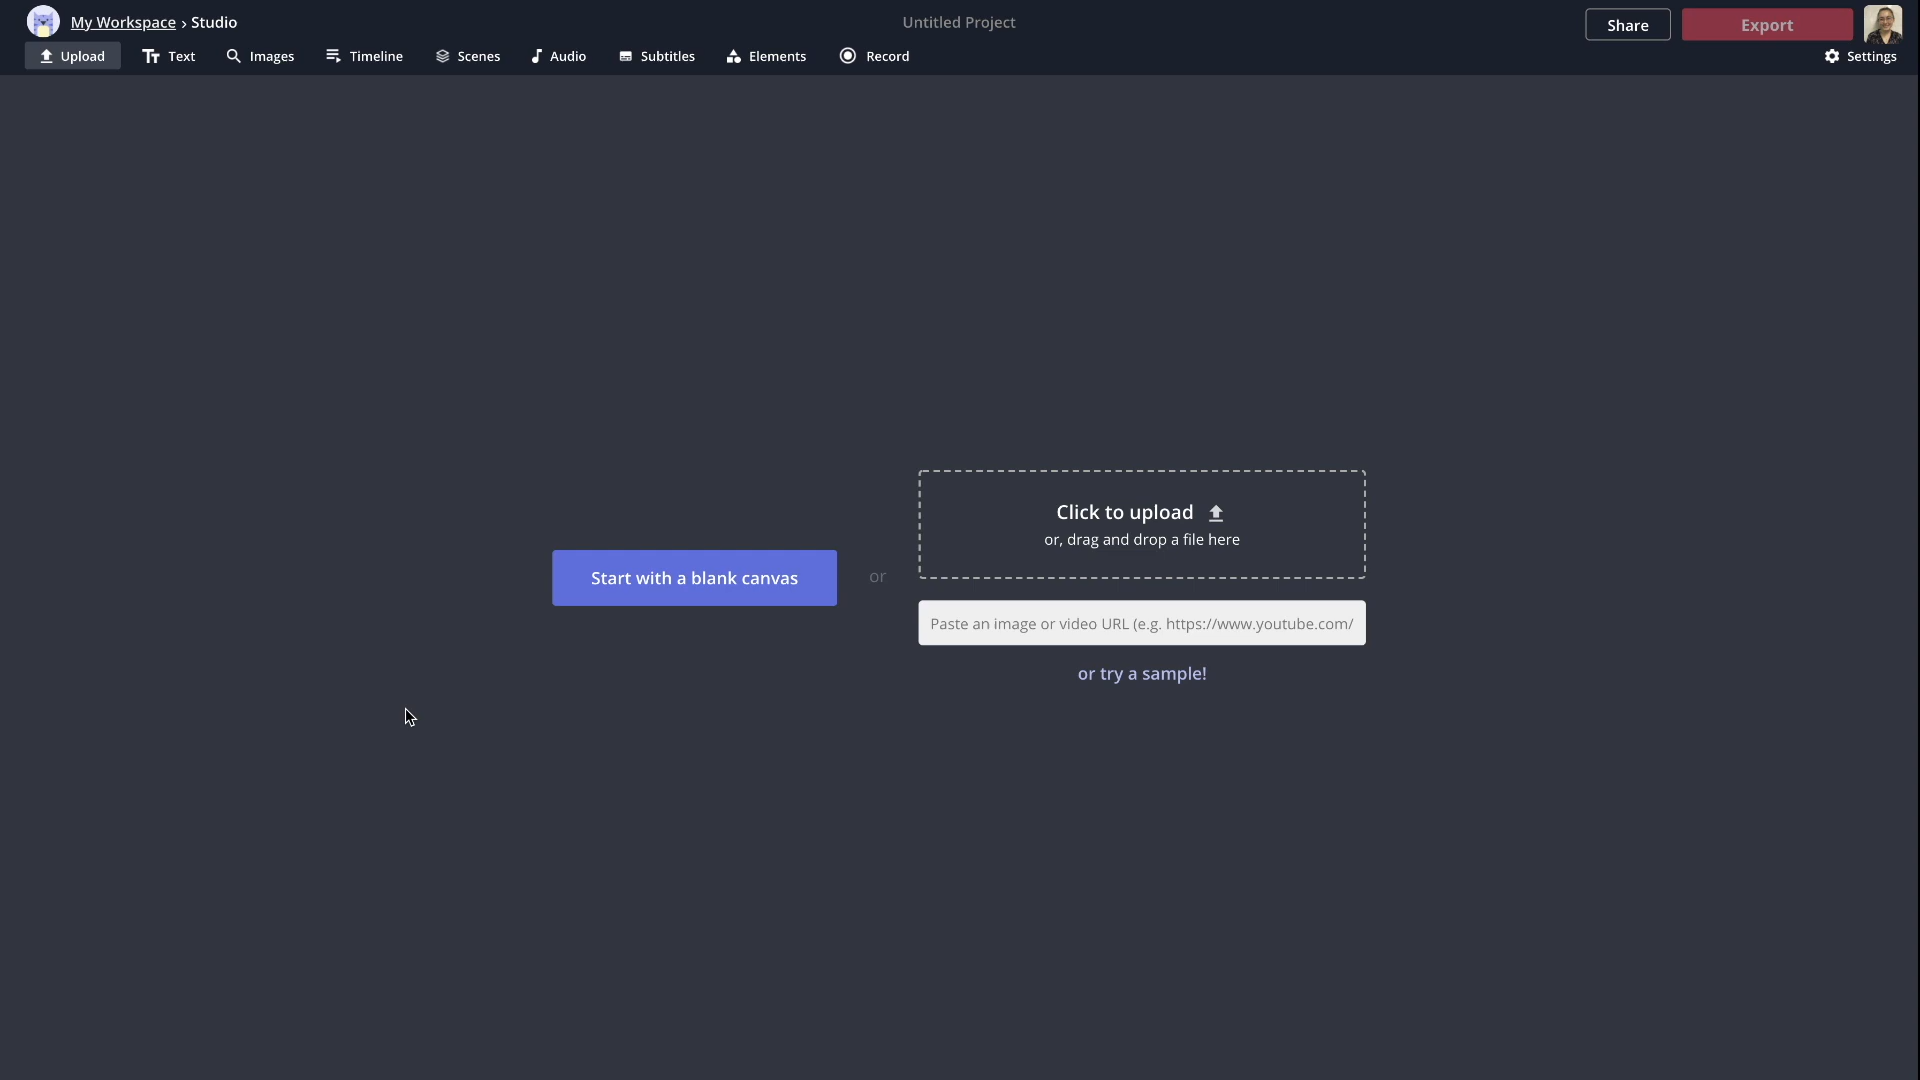 My Workspace › Studio
Untitled Project
Share
Export
Upload
Text
Images
Timeline
Scenes
Audio
Subtitles
Elements
Record
Settings
Click to upload
or, drag and drop a file here
Start with a blank canvas
or
Paste an image or video URL (e.g. https://www.youtube.com/
or try a sample!